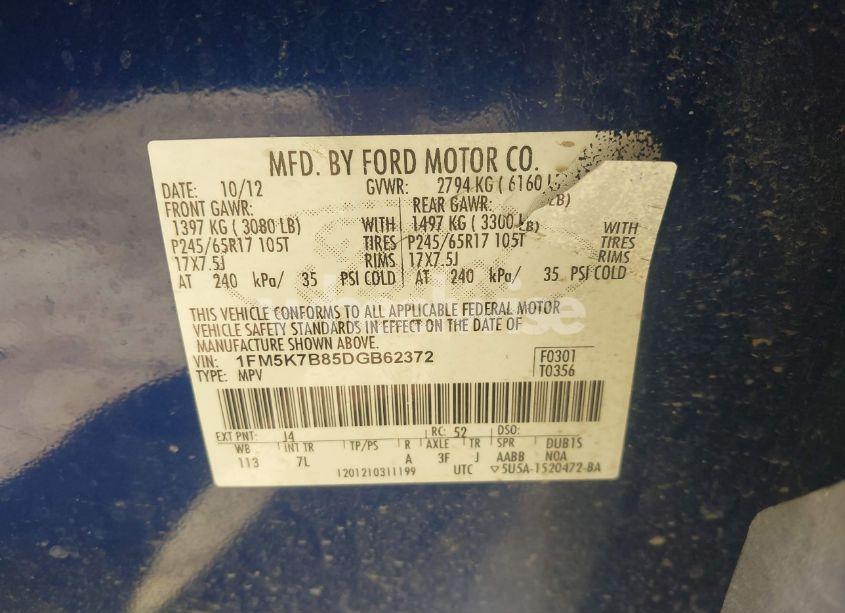 MFD. BY FORD MOTOR CO.
DATE: 10/12 GVWR: 2794 KG ( 6160
FRONT GAWR: REAR GAWR: LB)
1397 KG ( 3080 LB) WITH 1497 KG ( 3300 LB) WITH
P245/65R17 105T TIRES P245/65R17 105T TIRES
17X7.5J RIMS 17X7.5J RIMS
AT 240 kPa/ 35 PSI COLD AT 240 kPa/ 35 PSI COLD
THIS VEHICLE CONFORMS TO ALL APPLICABLE FEDERAL MOTOR
VEHICLE SAFETY STANDARDS IN EFFECT ON THE DATE OF
MANUFACTURE SHOWN ABOVE.
VIN: 1FM5K7B85DGB62372 F0301
TYPE: MPV T0356
EXT PNT: J4 RC: 52 DSO:
WB INT TR TP/PS R AXLE TR SPR DUB1S
113 7L A 3F J AABB N0A
1201210311199 UTC ▽5U5A-1520472-BA